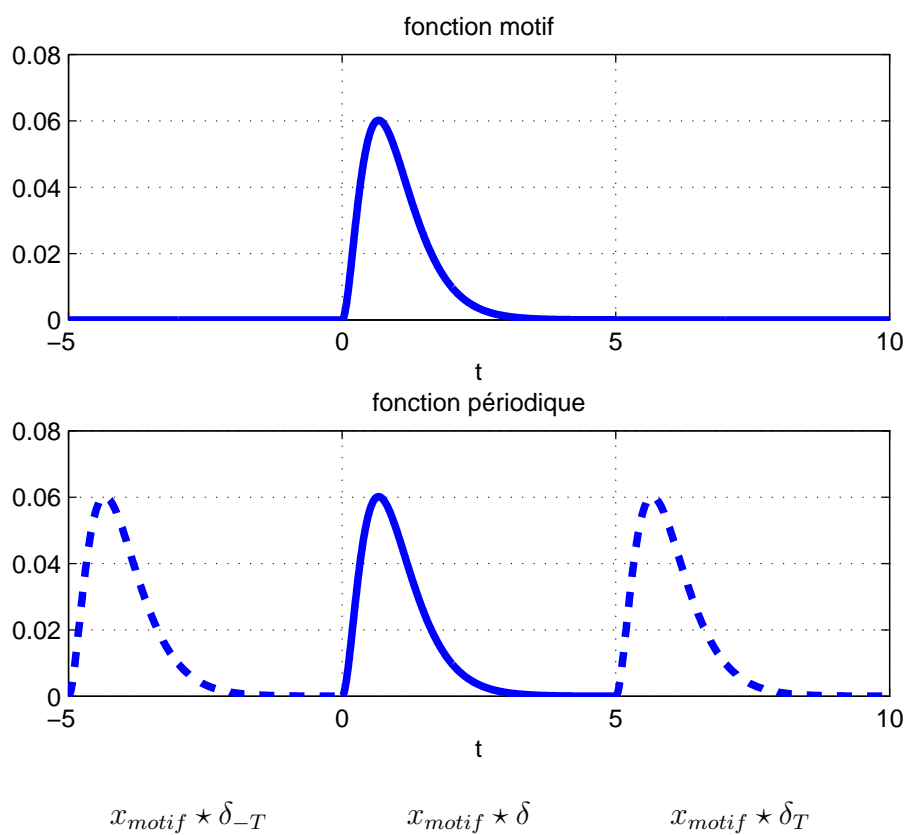 fonction motif
0.08
0.06
0.04
0.02
0
−5 0 5 10
t
fonction périodique
0.08
0.06
0.04
0.02
0
−5 0 5 10
t
x_{motif} ⋆ δ_{−T} x_{motif} ⋆ δ x_{motif} ⋆ δ_T